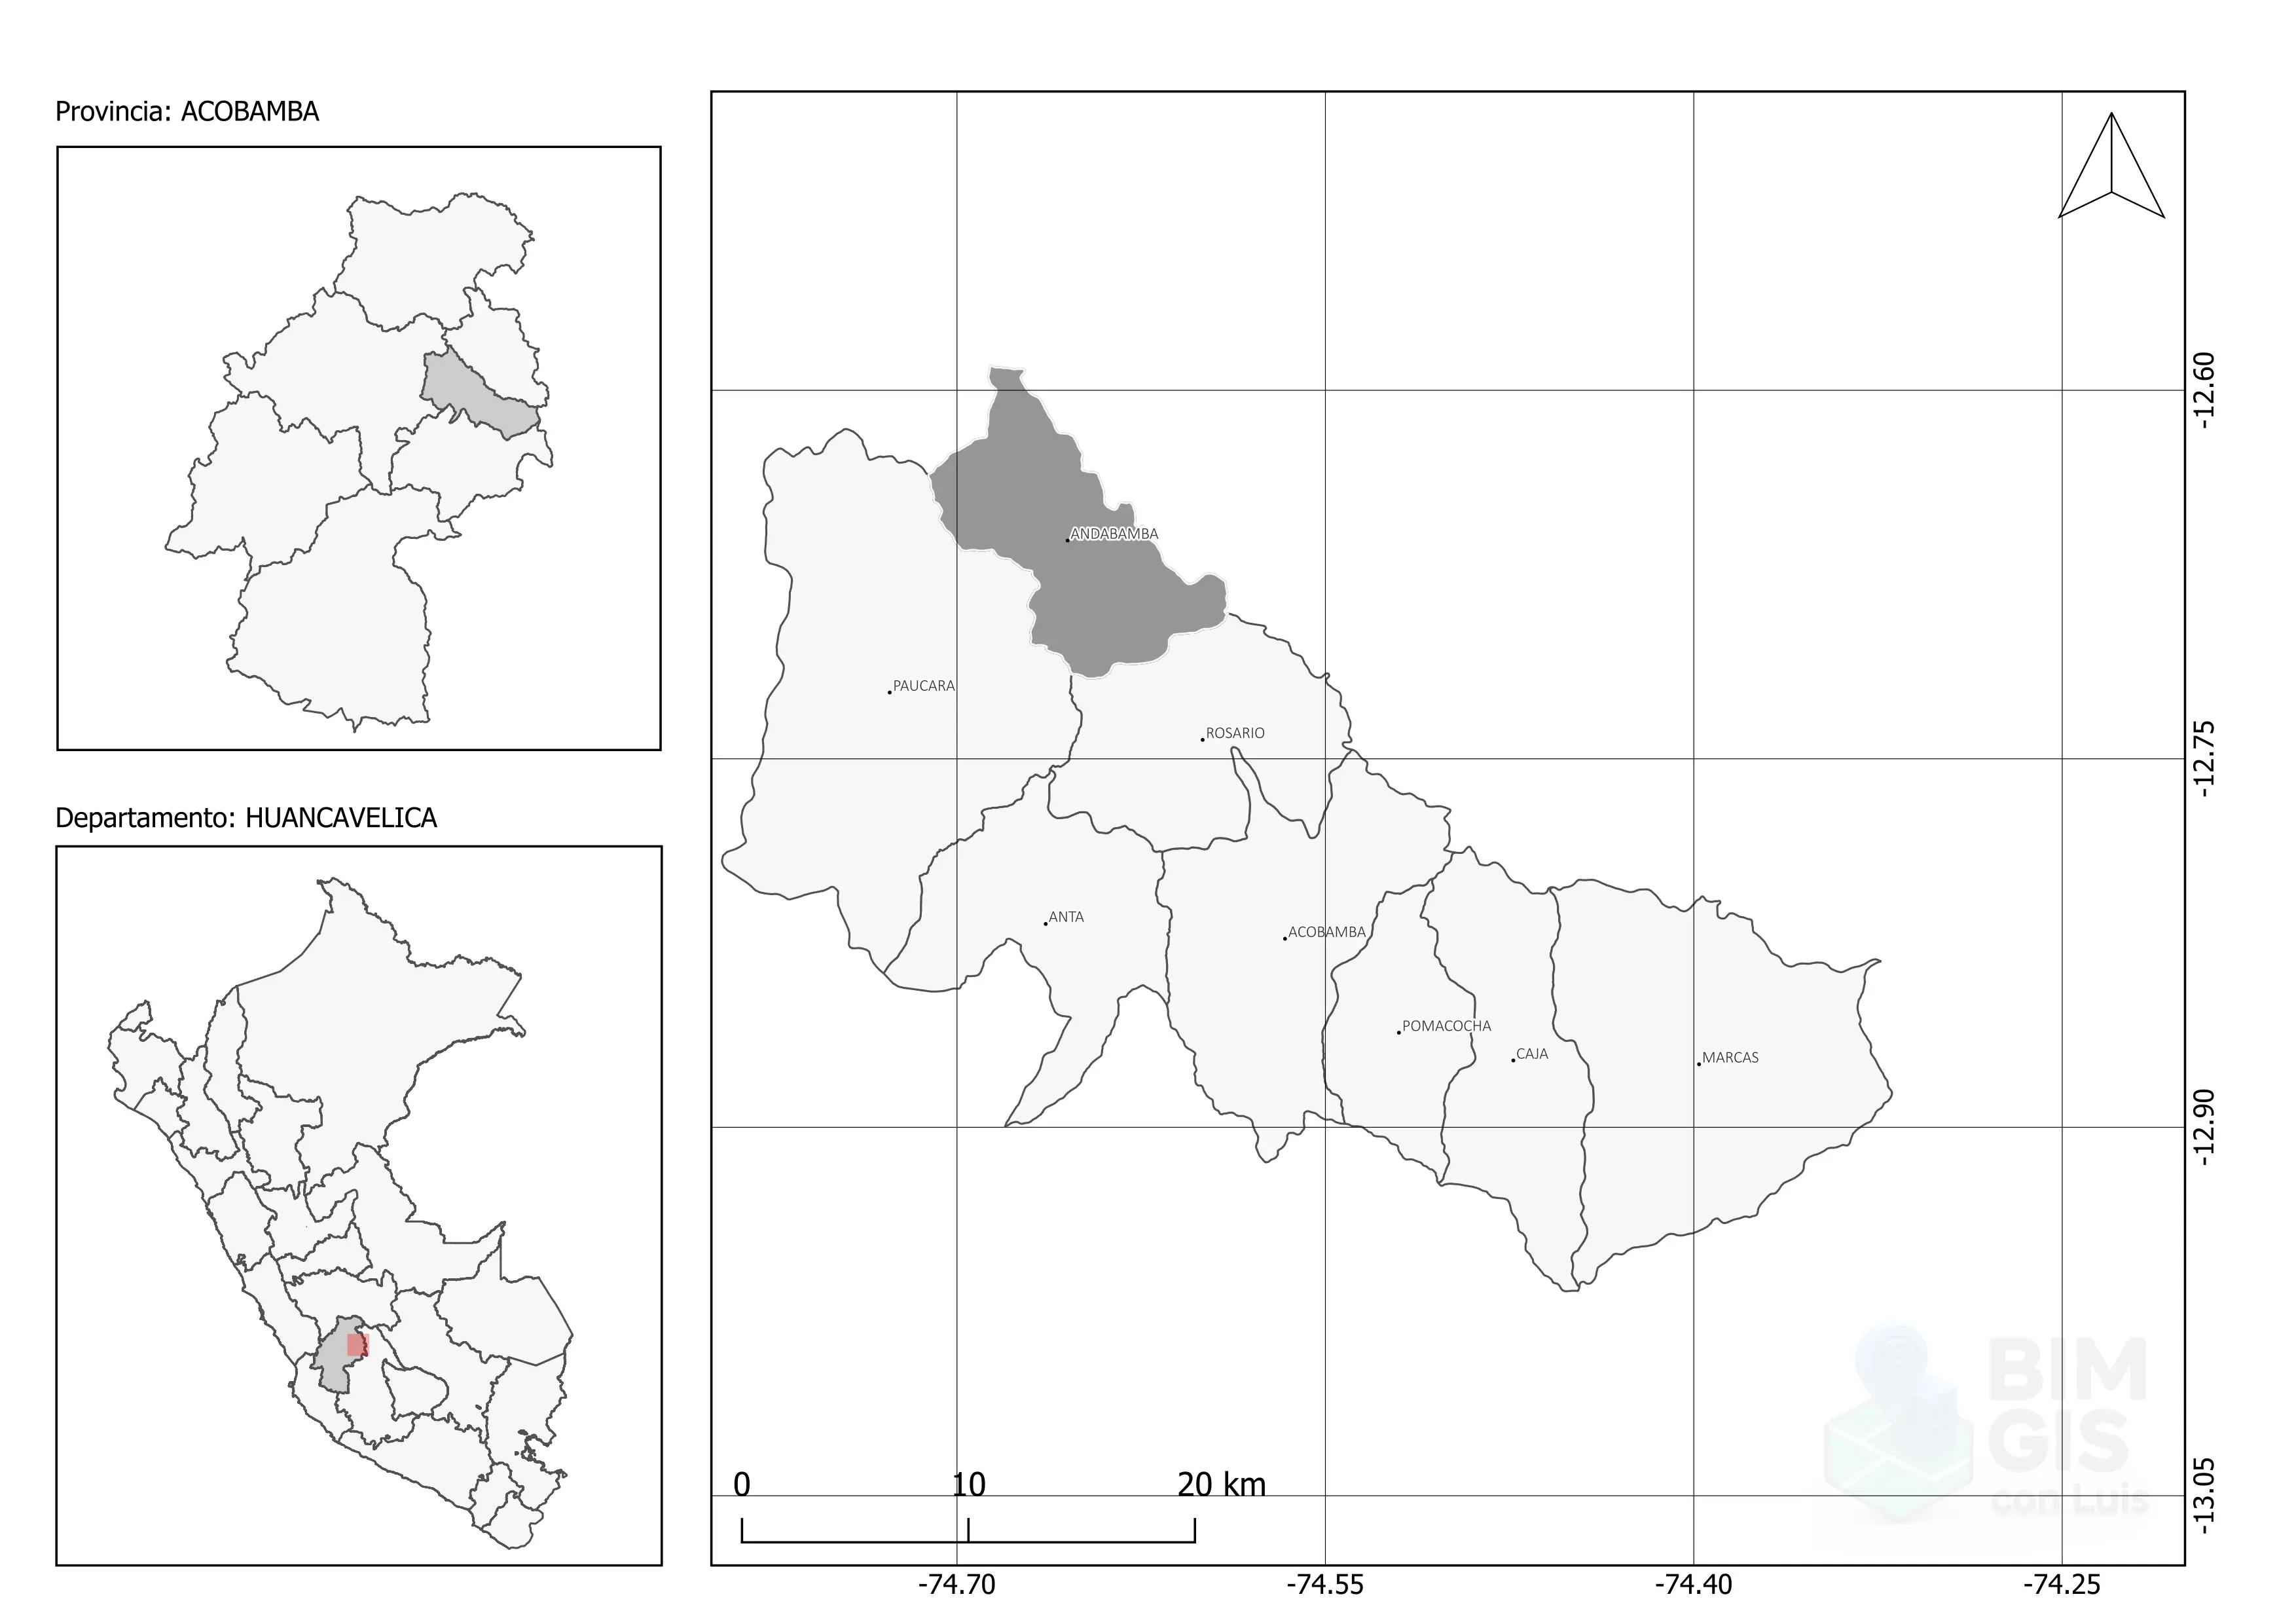 Provincia: ACOBAMBA
Departamento: HUANCAVELICA
ANDABAMBA
PAUCARA
ROSARIO
ANTA
ACOBAMBA
POMACOCHA
CAJA
MARCAS
-12.60
-12.75
-12.90
-13.05
0 10 20 km
-74.70 -74.55 -74.40 -74.25
BIM
GIS
con Luis